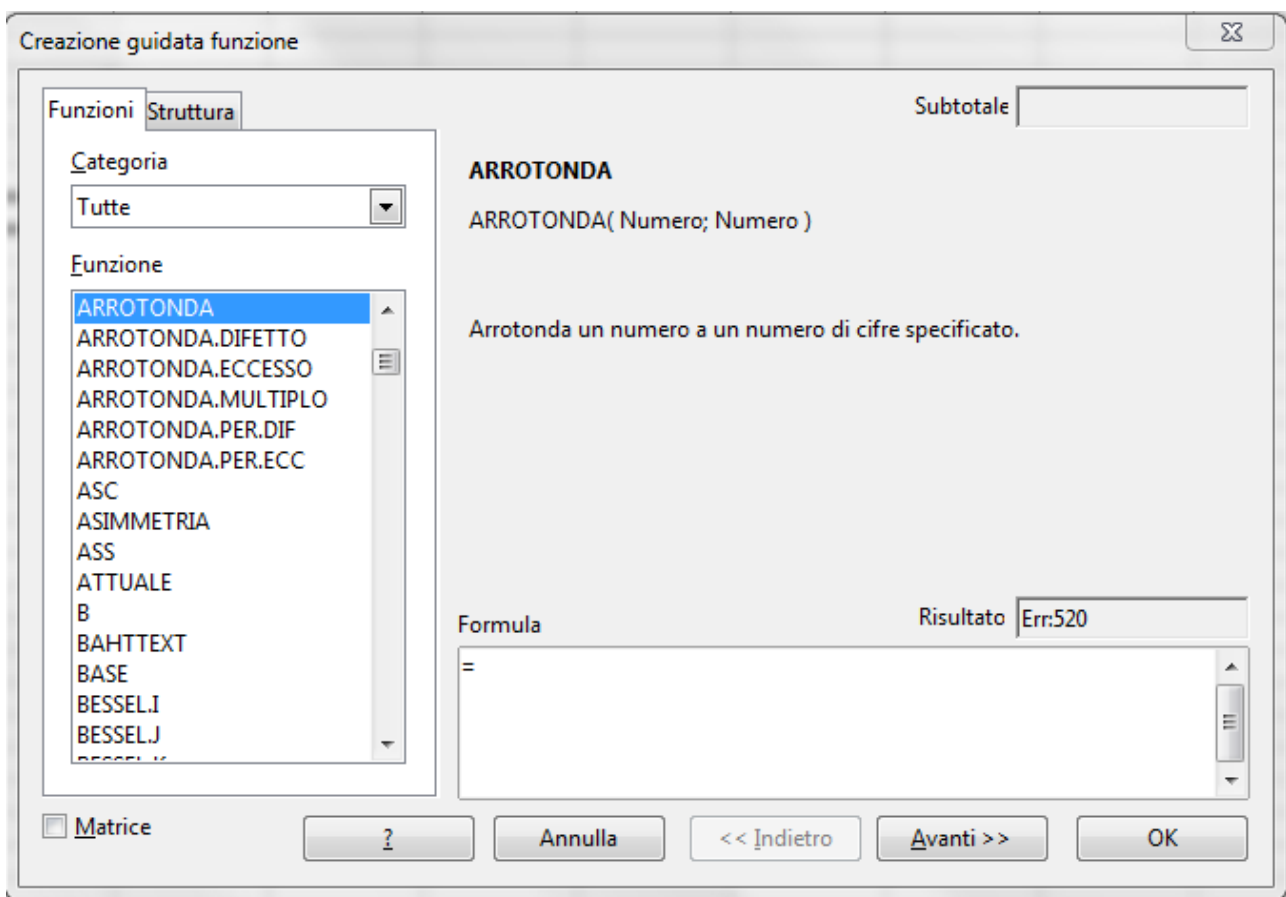 Creazione guidata funzione
Funzioni Struttura
Subtotale
Categoria
Tutte
ARROTONDA
ARROTONDA( Numero; Numero )
Funzione
ARROTONDA
ARROTONDA.DIFETTO
ARROTONDA.ECCESSO
ARROTONDA.MULTIPLO
ARROTONDA.PER.DIF
ARROTONDA.PER.ECC
ASC
ASIMMETRIA
ASS
ATTUALE
B
BAHTTEXT
BASE
BESSEL.I
BESSEL.J
Arrotonda un numero a un numero di cifre specificato.
Formula
Risultato Err:520
=
Matrice
?
Annulla
<< Indietro
Avanti >>
OK